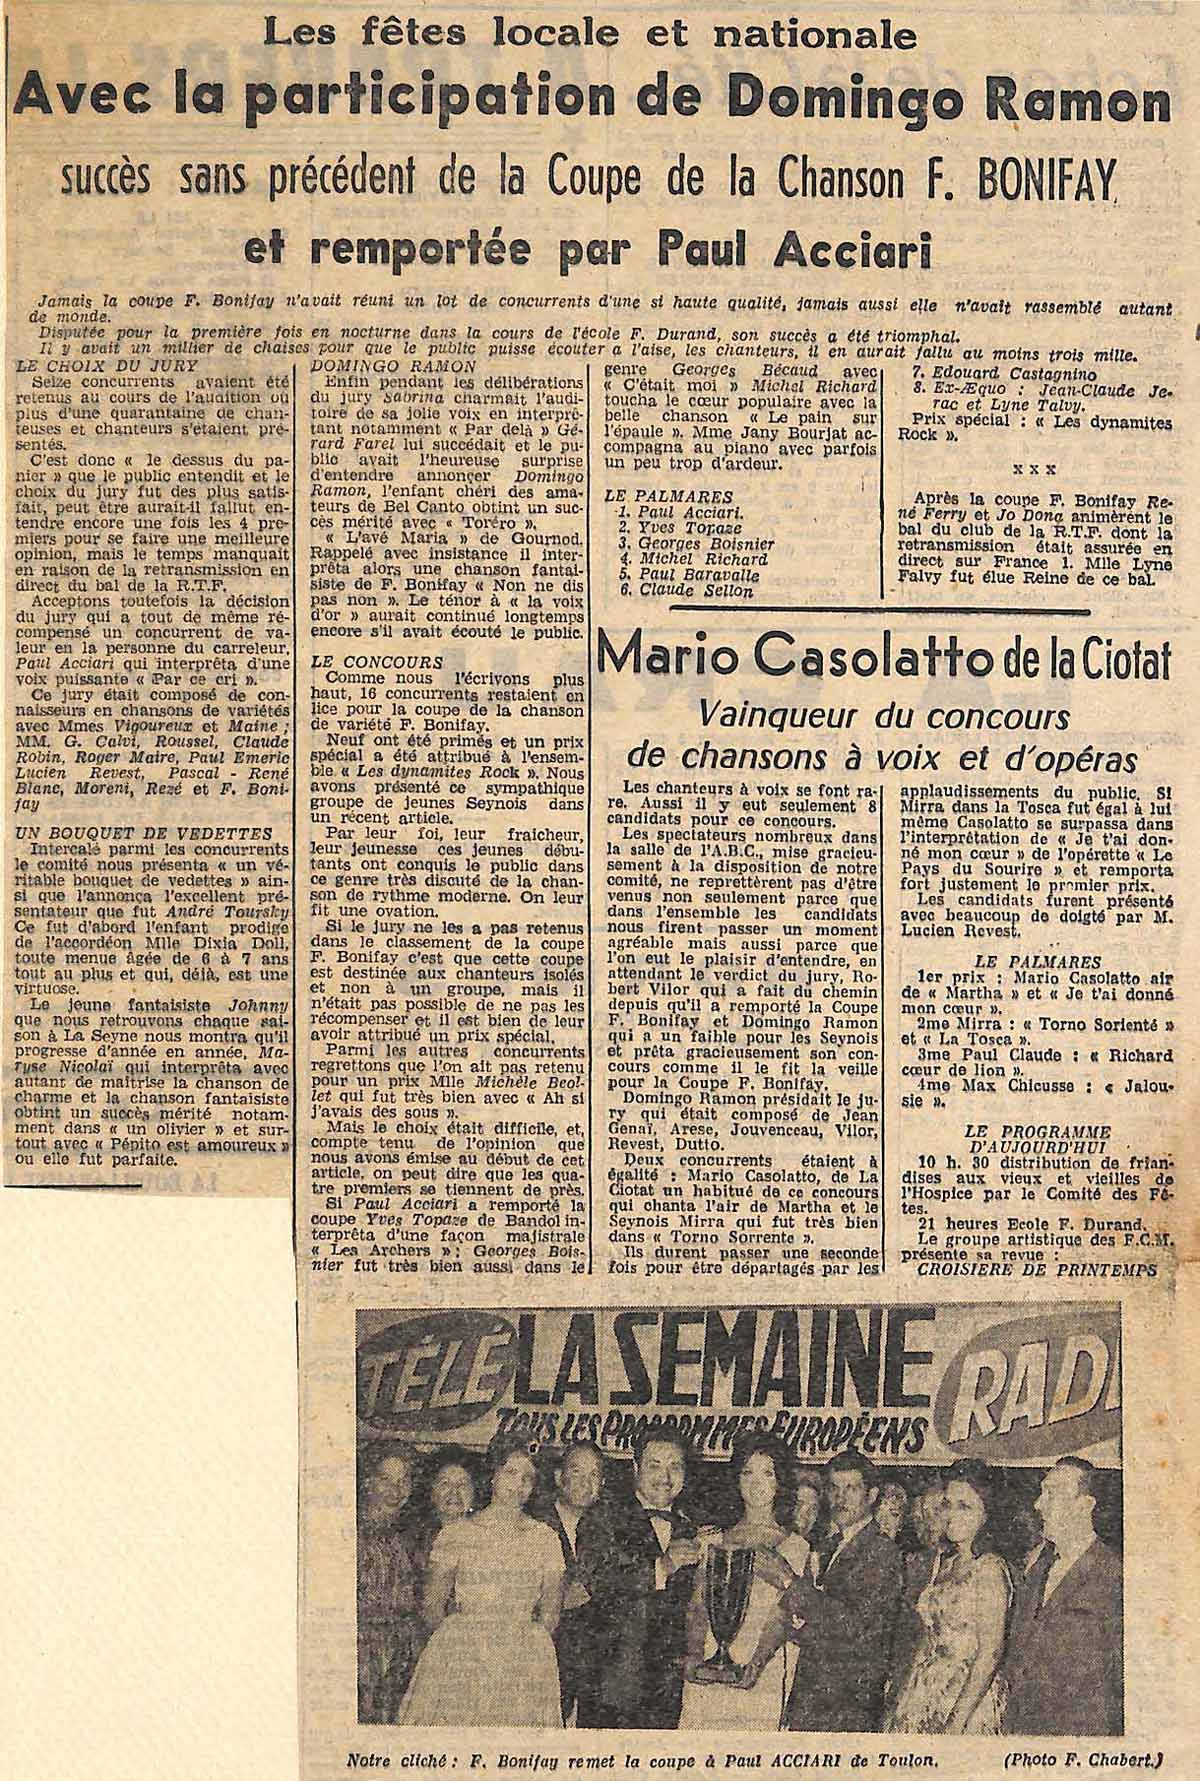 Les fêtes locale et nationale
Avec la participation de Domingo Ramon
succès sans précédent de la Coupe de la Chanson F. BONIFAY
et remportée par Paul Acciari
Jamais la coupe F. Bonifay n'avait réuni un lot de concurrents d'une si haute qualité, jamais aussi elle n'avait rassemblé autant
de monde.
Disputée pour la première fois en nocturne dans la cours de l'école F. Durand, son succès a été triomphal.
Il y avait un millier de chaises pour que le public puisse écouter a l'aise, les chanteurs, il en aurait fallu au moins trois mille.
LE CHOIX DU JURY
Seize concurrents avaient été
retenus au cours de l'audition où
plus d'une quarantaine de chan-
teuses et chanteurs s'étaient pré-
sentés.
C'est donc « le dessus du pa-
nier » que le public entendit et le
choix du jury fut des plus satis-
fait, peut être aurait-il fallut en-
tendre encore une fois les 4 pre-
miers pour se faire une meilleure
opinion, mais le temps manquait
en raison de la retransmission en
direct du bal de la R.T.F.
Acceptons toutefois la décision
du jury qui a tout de même ré-
compensé un concurrent de va-
leur en la personne du carreleur,
Paul Acciari qui interprêta d'une
voix puissante « Par ce cri ».
Ce jury était composé de con-
naisseurs en chansons de variétés
avec Mmes Vigoureux et Maine ;
MM. G. Calvi, Roussel, Claude
Robin, Roger Maire, Paul Emeric
Lucien Revest, Pascal - René
Blanc, Moreni, Rezé et F. Boni-
fay
UN BOUQUET DE VEDETTES
Intercalé parmi les concurrents
le comité nous présenta « un vé-
ritable bouquet de vedettes » ain-
si que l'annonça l'excellent pré-
sentateur que fut André Toursky
Ce fut d'abord l'enfant prodige
de l'accordéon Mlle Dixia Doll,
toute menue âgée de 6 à 7 ans
tout au plus et qui, déjà, est une
virtuose.
Le jeune fantaisiste Johnny
que nous retrouvons chaque sai-
son à La Seyne nous montra qu'il
progresse d'année en année. Ma-
ryse Nicolaï qui interprêta avec
autant de maîtrise la chanson de
charme et la chanson fantaisiste
obtint un succès mérité notam-
ment dans « un olivier » et sur-
tout avec « Pépito est amoureux »
ou elle fut parfaite.
DOMINGO RAMON
Enfin pendant les délibérations
du jury Sabrina charmait l'audi-
toire de sa jolie voix en interpré-
tant notamment « Par delà » Gé-
rard Farel lui succédait et le pu-
blic avait l'heureuse surprise
d'entendre annonçer Domingo
Ramon, l'enfant chéri des ama-
teurs de Bel Canto obtint un suc-
cès mérité avec « Toréro ».
« L'avé Maria » de Gournod.
Rappelé avec insistance il inter-
prêta alors une chanson fantai-
siste de F. Bonifay « Non ne dis
pas non ». Le ténor à « la voix
d'or » aurait continué longtemps
encore s'il avait écouté le public.
LE CONCOURS
Comme nous l'écrivons plus
haut, 16 concurrents restaient en
lice pour la coupe de la chanson
de variété F. Bonifay.
Neuf ont été primés et un prix
spécial a été attribué à l'ensem-
ble « Les dynamites Rock ». Nous
avons présenté ce sympathique
groupe de jeunes Seynois dans
un récent article.
Par leur foi, leur fraicheur,
leur jeunesse ces jeunes débu-
tants ont conquis le public dans
ce genre très discuté de la chan-
son de rythme moderne. On leur
fit une ovation.
Si le jury ne les a pas retenus
dans le classement de la coupe
F. Bonifay c'est que cette coupe
est destinée aux chanteurs isolés
et non à un groupe, mais il
n'était pas possible de ne pas les
récompenser et il est bien de leur
avoir attribué un prix spécial.
Parmi les autres concurrents
regrettons que l'on ait pas retenu
pour un prix Mlle Michèle Beol-
let qui fut très bien avec « Ah si
j'avais des sous ».
Mais le choix était difficile, et,
compte tenu de l'opinion que
nous avons émise au début de cet
article, on peut dire que les qua-
tre premiers se tiennent de près.
Si Paul Acciari a remporté la
coupe Yves Topaze de Bandol in-
terprêta d'une façon majistrale
« Les Archers » ; Georges Bois-
nier fut très bien aussi dans le
genre Georges Bécaud avec
« C'était moi » Michel Richard
toucha le cœur populaire avec la
belle chanson « Le pain sur
l'épaule ». Mme Jany Bourjat ac-
compagna au piano avec parfois
un peu trop d'ardeur.
LE PALMARES
1. Paul Acciari.
2. Yves Topaze
3. Georges Boisnier
4. Michel Richard
5. Paul Baravalle
6. Claude Sellon
7. Edouard Castagnino
8. Ex-Æquo : Jean-Claude Je-
rac et Lyne Talvy.
Prix spécial : « Les dynamites
Rock ».
x x x
Après la coupe F. Bonifay Re-
né Ferry et Jo Dona animèrent le
bal du club de la R.T.F. dont la
retransmission était assurée en
direct sur France 1. Mlle Lyne
Falvy fut élue Reine de ce bal.
Mario Casolatto de la Ciotat
Vainqueur du concours
de chansons à voix et d'opéras
Les chanteurs à voix se font ra-
re. Aussi il y eut seulement 8
candidats pour ce concours.
Les spectateurs nombreux dans
la salle de l'A.B.C., mise gracieu-
sement à la disposition de notre
comité, ne reprettèrent pas d'être
venus non seulement parce que
dans l'ensemble les candidats
nous firent passer un moment
agréable mais aussi parce que
l'on eut le plaisir d'entendre, en
attendant le verdict du jury, Ro-
bert Vilor qui a fait du chemin
depuis qu'il a remporté la Coupe
F. Bonifay et Domingo Ramon
qui a un faible pour les Seynois
et prêta gracieusement son con-
cours comme il le fit la veille
pour la Coupe F. Bonifay.
Domingo Ramon présidait le ju-
ry qui était composé de Jean
Genaï, Arese, Jouvenceau, Vilor,
Revest, Dutto.
Deux concurrents étaient à
égalité : Mario Casolatto, de La
Ciotat un habitué de ce concours
qui chanta l'air de Martha et le
Seynois Mirra qui fut très bien
dans « Torno Sorrente ».
Ils durent passer une seconde
fois pour être départagés par les
applaudissements du public. Si
Mirra dans la Tosca fut égal à lui
même Casolatto se surpassa dans
l'interprétation de « Je t'ai don-
né mon cœur » de l'opérette « Le
Pays du Sourire » et remporta
fort justement le premier prix.
Les candidats furent présenté
avec beaucoup de doigté par M.
Lucien Revest.
LE PALMARES
1er prix : Mario Casolatto air
de « Martha » et « Je t'ai donné
mon cœur ».
2me Mirra : « Torno Sorienté »
et « La Tosca ».
3me Paul Claude : « Richard
cœur de lion ».
4me Max Chicusse : « Jalou-
sie ».
LE PROGRAMME
D'AUJOURD'HUI
10 h. 30 distribution de frian-
dises aux vieux et vieilles de
l'Hospice par le Comité des Fê-
tes.
21 heures Ecole F. Durand.
Le groupe artistique des F.C.M.
présente sa revue :
CROISIERE DE PRINTEMPS
TÉLÉ LA SEMAINE RADI
TOUS LES PROGRAMMES EUROPÉENS
Notre cliché : F. Bonifay remet la coupe à Paul ACCIARI de Toulon. (Photo F. Chabert.)